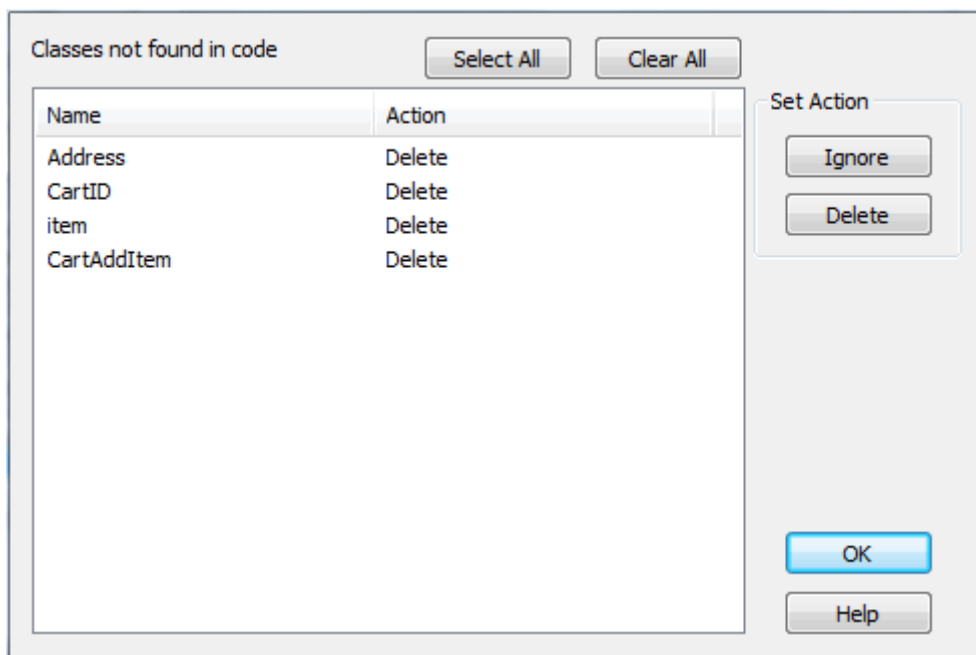 Classes not found in code
Select All
Clear All
Name Action
Address Delete
CartID Delete
item Delete
CartAddItem Delete
Set Action
Ignore
Delete
OK
Help